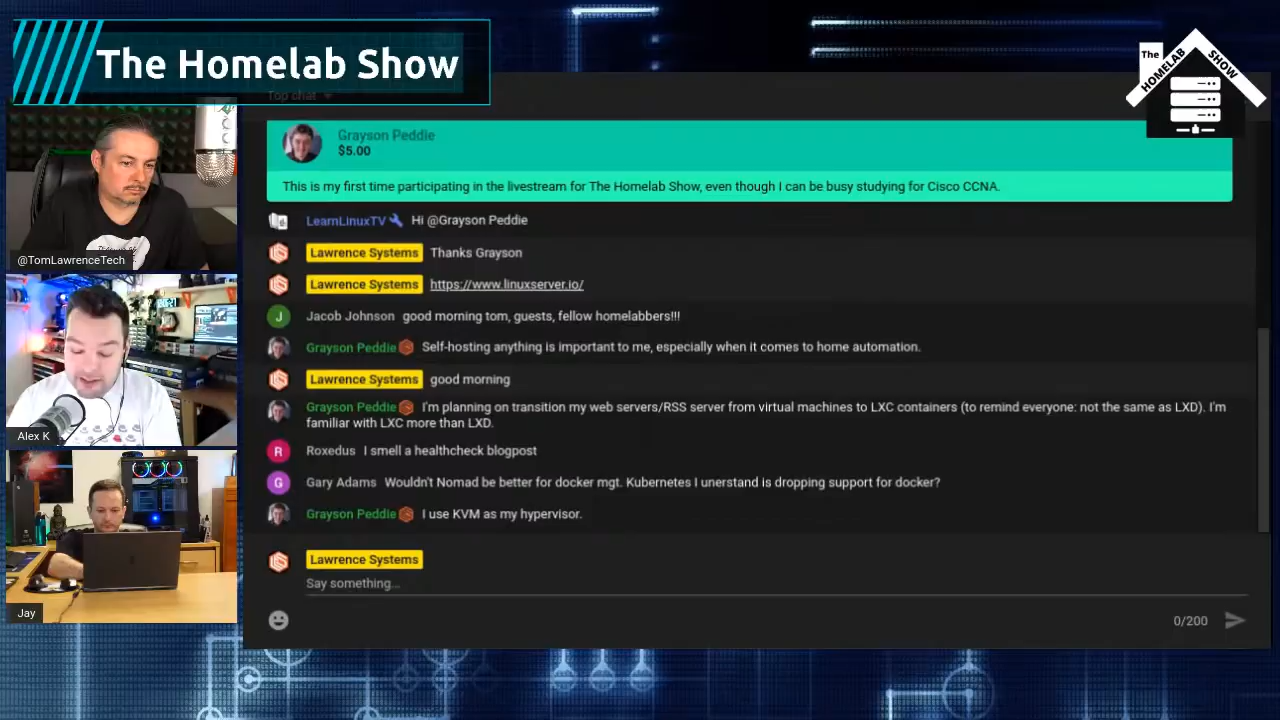 The Homelab Show
The
HOMELAB
SHOW
Top chat
Grayson Peddie
$5.00
This is my first time participating in the livestream for The Homelab Show, even though I can be busy studying for Cisco CCNA.
LearnLinuxTV Hi @Grayson Peddie
Lawrence Systems Thanks Grayson
Lawrence Systems https://www.linuxserver.io/
Jacob Johnson good morning tom, guests, fellow homelabbers!!!
Grayson Peddie Self-hosting anything is important to me, especially when it comes to home automation.
Lawrence Systems good morning
Grayson Peddie I'm planning on transition my web servers/RSS server from virtual machines to LXC containers (to remind everyone: not the same as LXD). I'm
familiar with LXC more than LXD.
Roxedus I smell a healthcheck blogpost
Gary Adams Wouldn't Nomad be better for docker mgt. Kubernetes I unerstand is dropping support for docker?
Grayson Peddie I use KVM as my hypervisor.
Lawrence Systems
Say something...
0/200
@TomLawrenceTech
Alex K
Jay
J
R
G